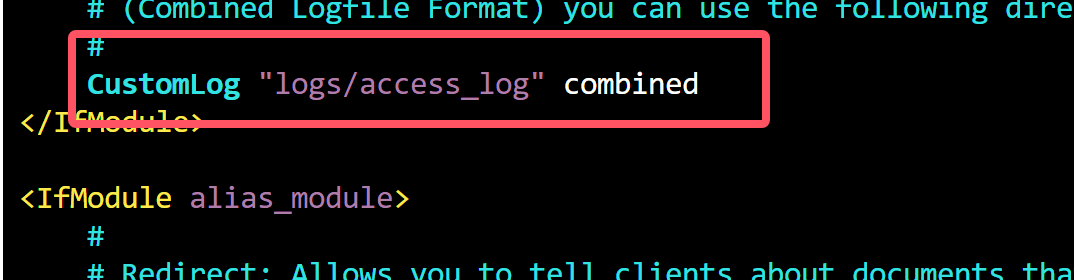 # (Combined Logfile Format) you can use the following dire
#
CustomLog "logs/access_log" combined
</IfModule>
<IfModule alias_module>
#
# Redirect: Allows you to tell clients about documents tha